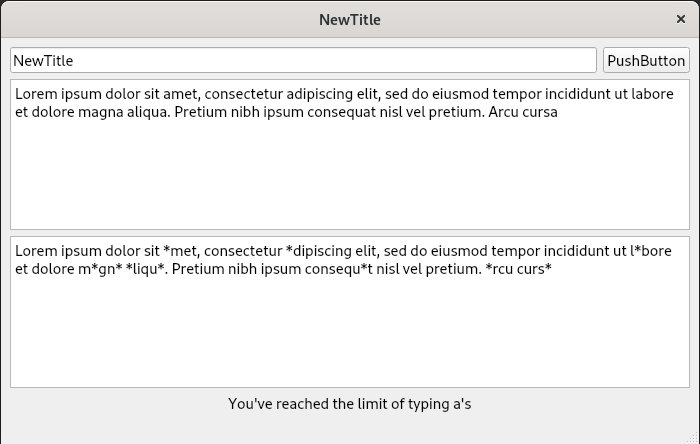 NewTitle
×
NewTitle PushButton
Lorem ipsum dolor sit amet, consectetur adipiscing elit, sed do eiusmod tempor incididunt ut labore
et dolore magna aliqua. Pretium nibh ipsum consequat nisl vel pretium. Arcu cursa
Lorem ipsum dolor sit *met, consectetur *dipiscing elit, sed do eiusmod tempor incididunt ut l*bore
et dolore m*gn* *liqu*. Pretium nibh ipsum consequ*t nisl vel pretium. *rcu curs*
You've reached the limit of typing a's